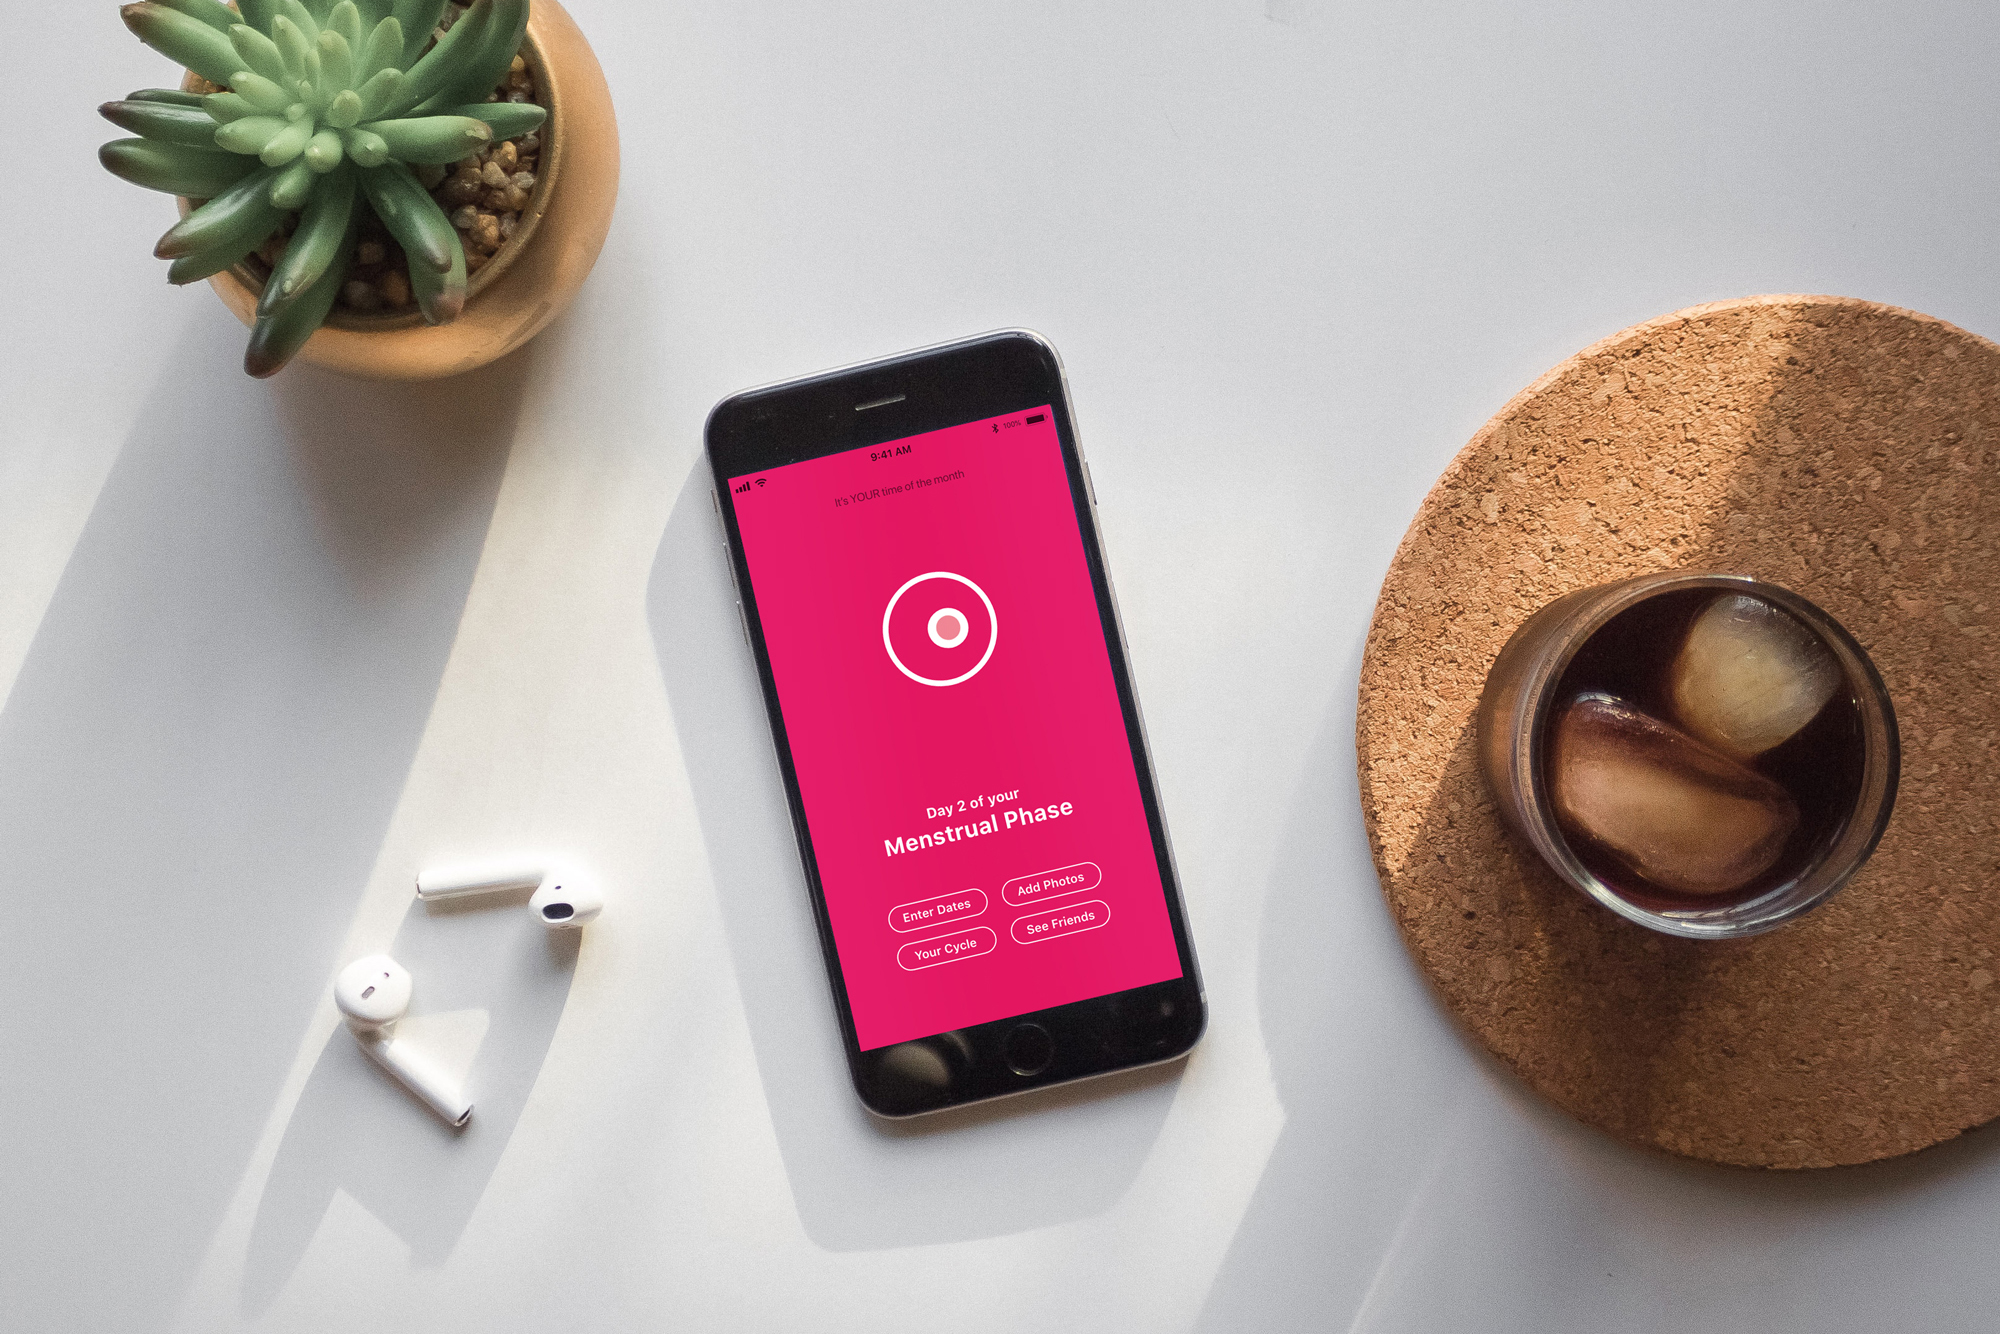 100%
9:41 AM
It's YOUR time of the month
Day 2 of your
Menstrual Phase
Enter Dates
Add Photos
Your Cycle
See Friends